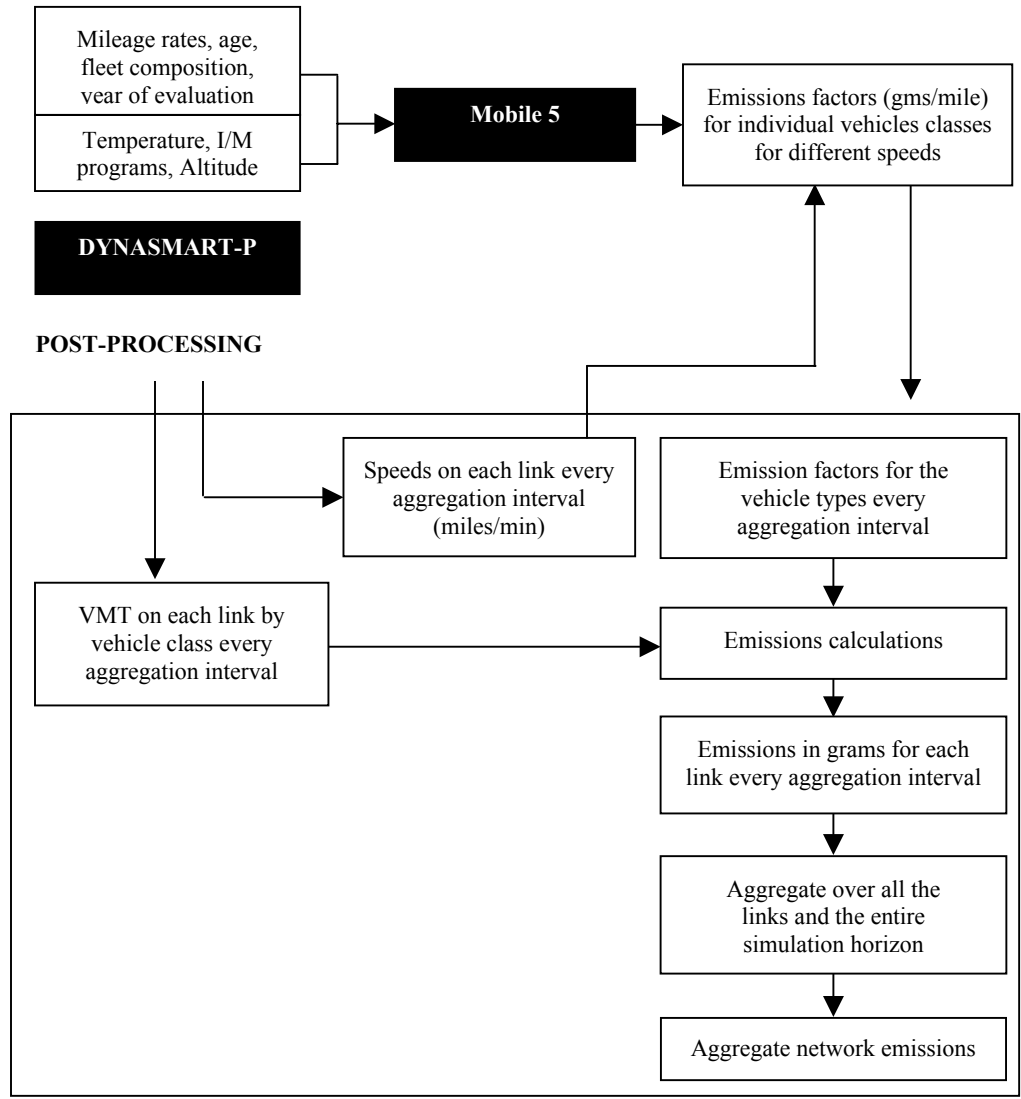 Mileage rates, age,
fleet composition,
year of evaluation
Temperature, I/M
programs, Altitude
Mobile 5
Emissions factors (gms/mile)
for individual vehicles classes
for different speeds
DYNASMART-P
POST-PROCESSING
Speeds on each link every
aggregation interval
(miles/min)
Emission factors for the
vehicle types every
aggregation interval
VMT on each link by
vehicle class every
aggregation interval
Emissions calculations
Emissions in grams for each
link every aggregation interval
Aggregate over all the
links and the entire
simulation horizon
Aggregate network emissions